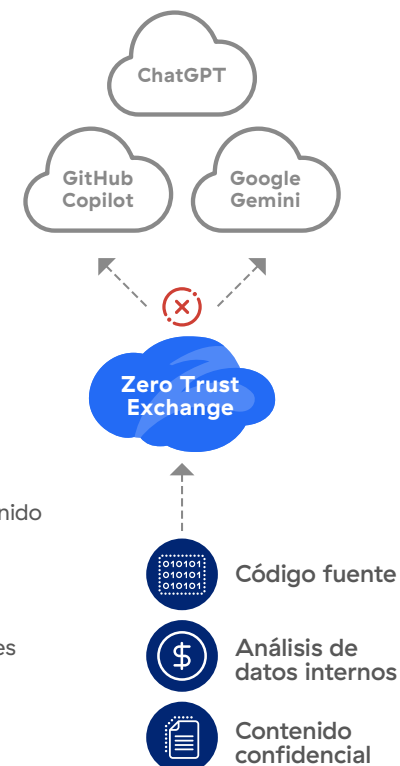 ChatGPT
GitHub
Copilot
Google
Gemini
Zero Trust
Exchange
nido
010101
010101
010101
Código fuente
es
$
Análisis de
datos internos
Contenido
confidencial